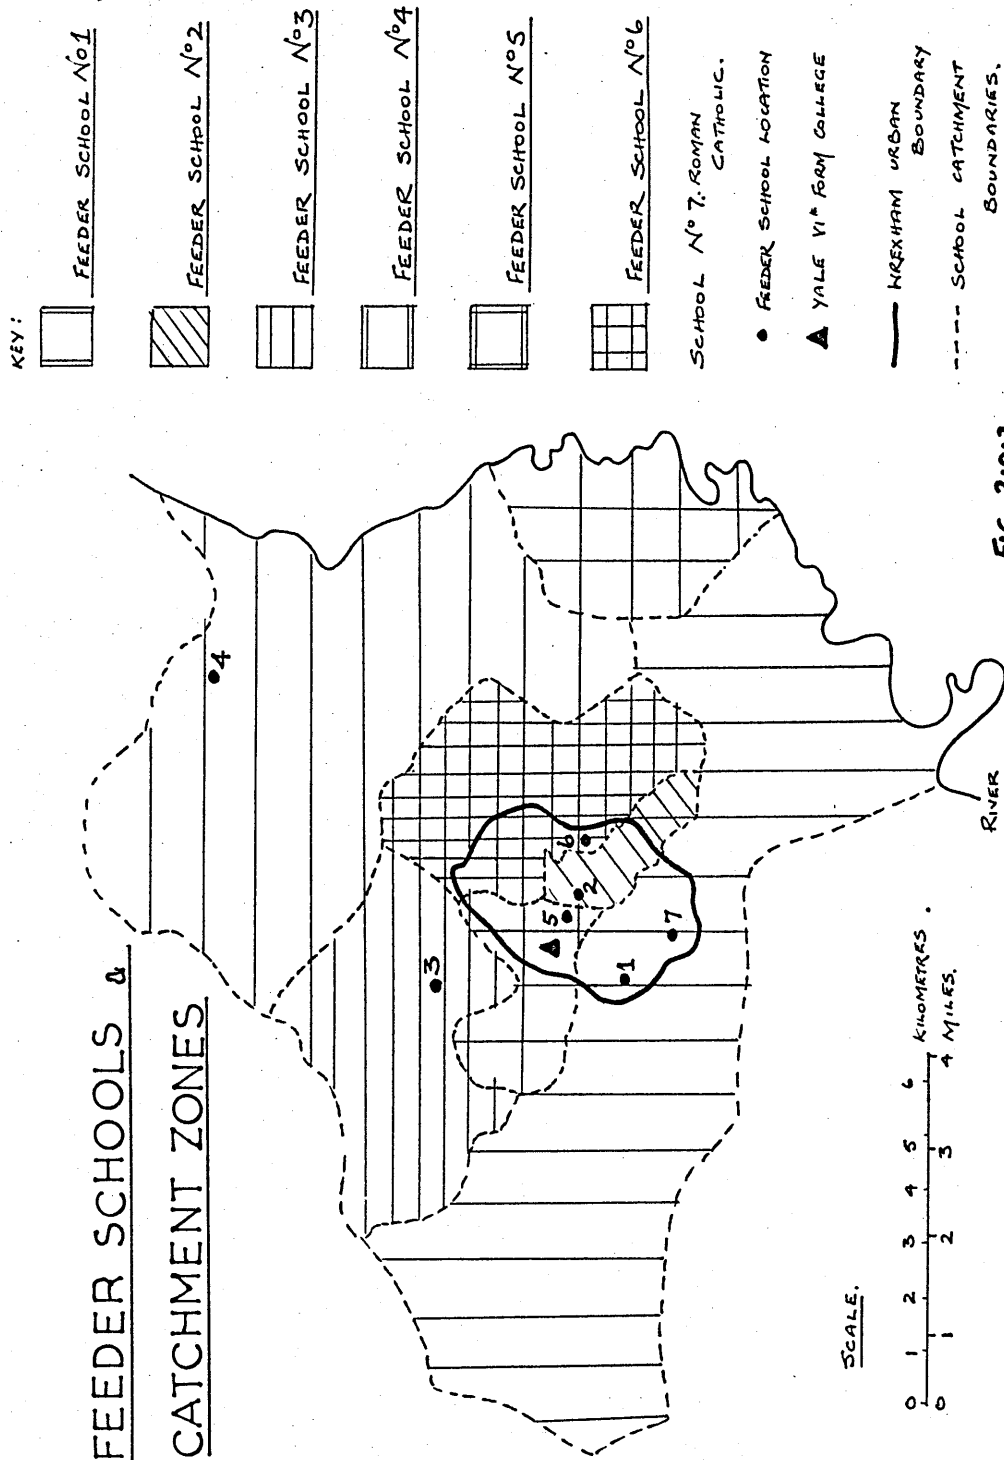 FEEDER SCHOOLS &
CATCHMENT ZONES
KEY:
FEEDER SCHOOL Nº1
FEEDER SCHOOL Nº2
FEEDER SCHOOL Nº3
FEEDER SCHOOL Nº4
FEEDER SCHOOL Nº5
FEEDER SCHOOL Nº6
SCHOOL Nº7. ROMAN
CATHOLIC.
FEEDER SCHOOL LOCATION
YALE VIth FORM COLLEGE
WREXHAM URBAN
BOUNDARY
SCHOOL CATCHMENT
BOUNDARIES.
4
3
6
5
2
1
7
RIVER
SCALE.
0 1 2 3 4 5 6 KILOMETRES.
0 1 2 3 4 MILES.